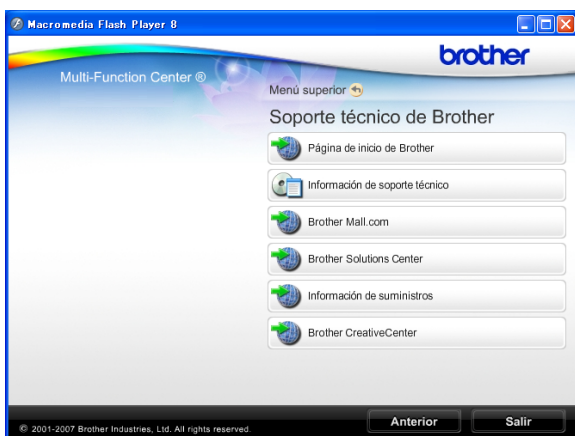 Macromedia Flash Player 8
brother
Multi-Function Center ®
Menú superior
Soporte técnico de Brother
Página de inicio de Brother
Información de soporte técnico
Brother Mall.com
Brother Solutions Center
Información de suministros
Brother CreativeCenter
© 2001-2007 Brother Industries, Ltd. All rights reserved.
Anterior
Salir